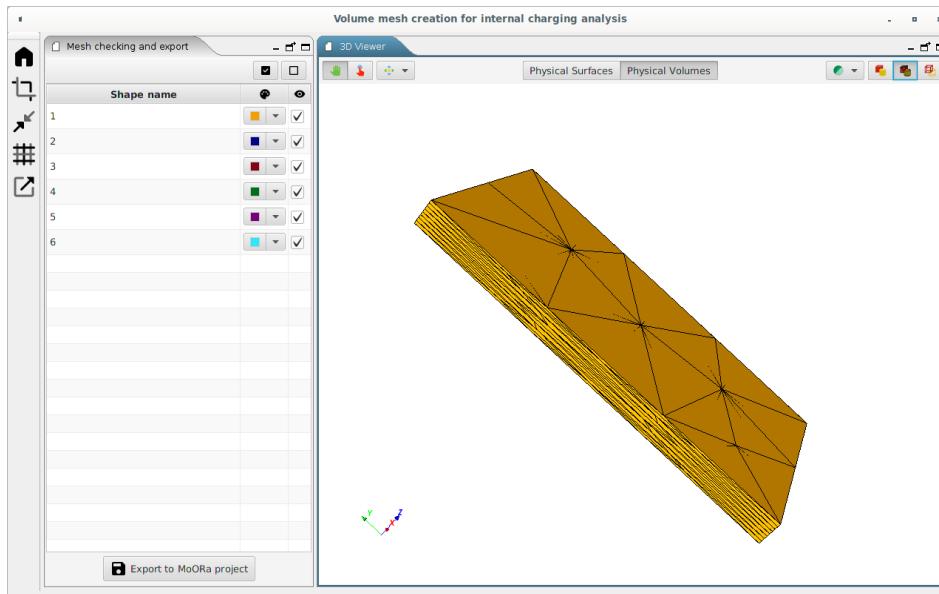 Volume mesh creation for internal charging analysis
Mesh checking and export
3D Viewer
Physical Surfaces Physical Volumes
Shape name
1
2
3
4
5
6
Y
X
Z
Export to MoORa project